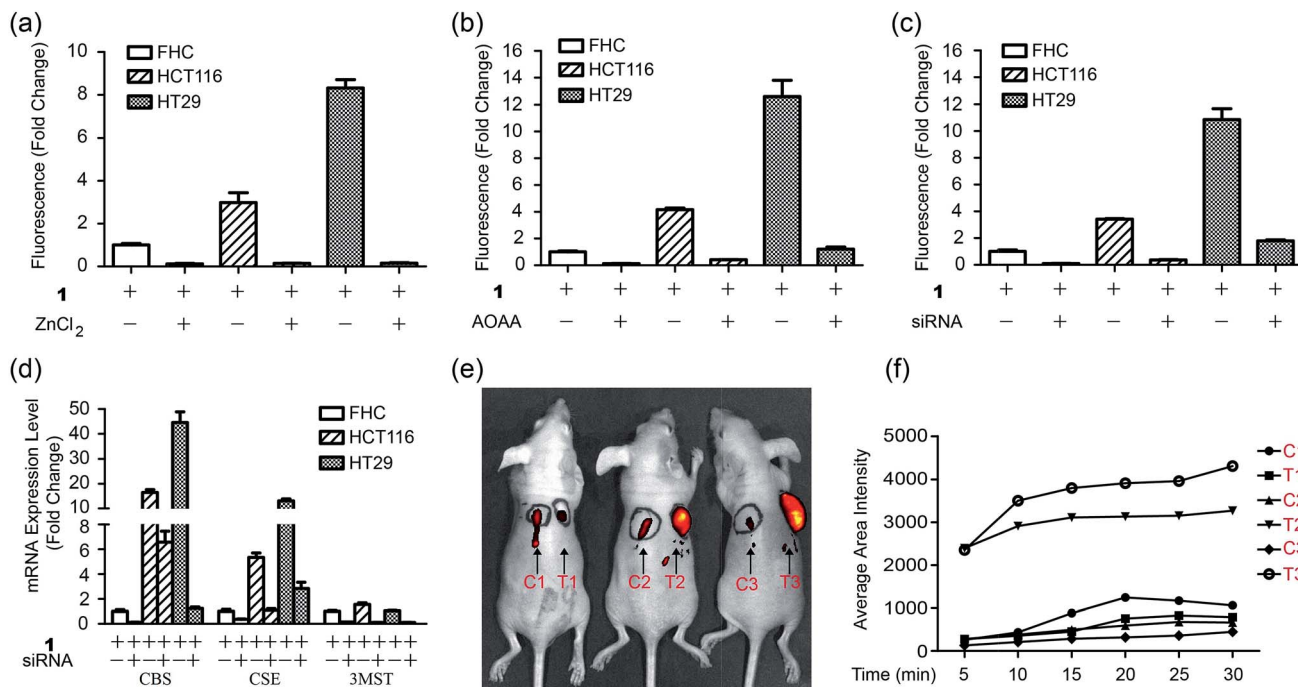 (a)
Fluorescence (Fold Change)
10
8
6
4
2
0
FHC
HCT116
HT29
1 + + + + + +
ZnCl2 − + − + − +
(b)
Fluorescence (Fold Change)
16
14
12
10
8
6
4
2
0
FHC
HCT116
HT29
1 + + + + + +
AOAA − + − + − +
(c)
Fluorescence (Fold Change)
16
14
12
10
8
6
4
2
0
FHC
HCT116
HT29
1 + + + + + +
siRNA − + − + − +
(d)
mRNA Expression Level
(Fold Change)
50
40
30
20
10
8
6
4
2
0
FHC
HCT116
HT29
1 ++++++ ++++++ ++++++
siRNA −+−+−+ −+−+−+ −+−+−+
CBS CSE 3MST
(e)
C1 T1 C2 T2 C3 T3
(f)
Average Area Intensity
5000
4000
3000
2000
1000
0
Time (min) 5 10 15 20 25 30
T1
C2
T2
T3